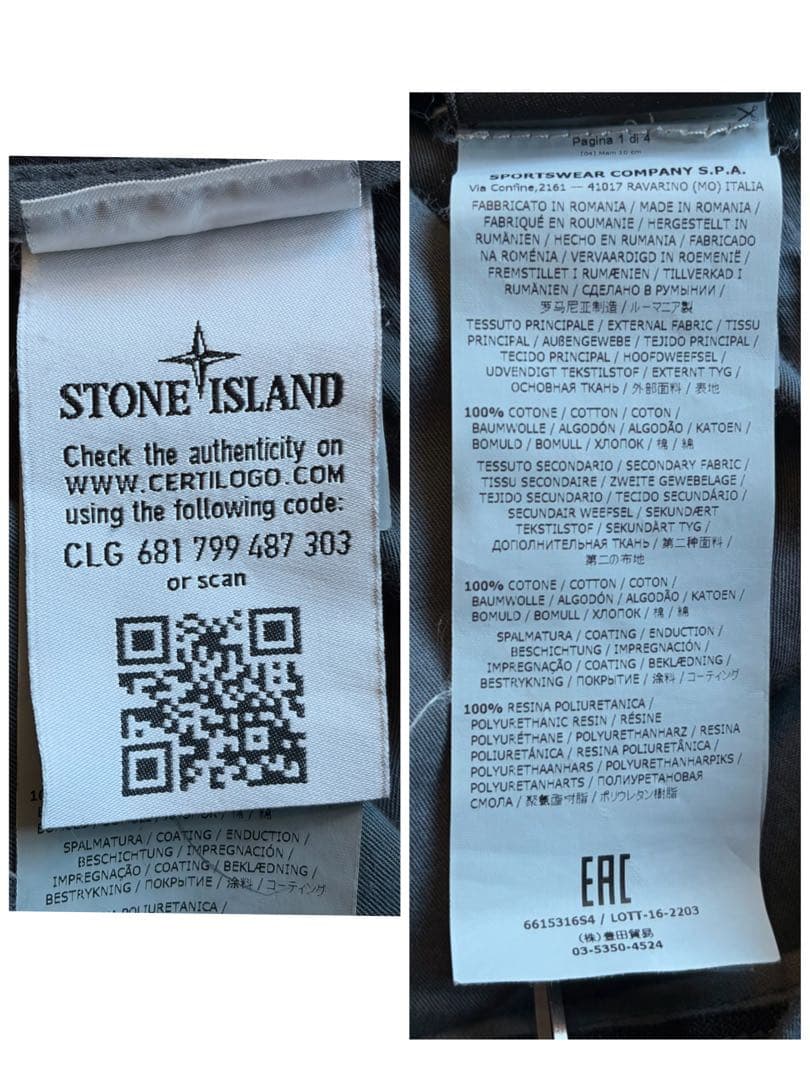 STONE ISLAND
Check the authenticity on
WWW.CERTILOGO.COM
using the following code:
CLG 681 799 487 303
or scan
SPALMATURA / COATING / ENDUCTION /
BESCHICHTUNG / IMPREGNACIÓN /
IMPREGNAÇÃO / COATING / BEKLÆDNING /
BESTRYKNING / ПОКРЫТИЕ / 涂料 / コーティング
POLIURETANICA /
Pagina 1 di 4
SPORTSWEAR COMPANY S.P.A.
Via Confine,2161 — 41017 RAVARINO (MO) ITALIA
FABBRICATO IN ROMANIA / MADE IN ROMANIA /
FABRIQUÉ EN ROUMANIE / HERGESTELLT IN
RUMÄNIEN / HECHO EN RUMANIA / FABRICADO
NA ROMÉNIA / VERVAARDIGD IN ROEMENIË /
FREMSTILLET I RUMÆNIEN / TILLVERKAD I
RUMÄNIEN / СДЕЛАНО В РУМЫНИИ /
罗马尼亚制造 / ルーマニア製
TESSUTO PRINCIPALE / EXTERNAL FABRIC / TISSU
PRINCIPAL / AUßENGEWEBE / TEJIDO PRINCIPAL /
TECIDO PRINCIPAL / HOOFDWEEFSEL /
UDVENDIGT TEKSTILSTOF / EXTERNT TYG /
ОСНОВНАЯ ТКАНЬ / 外部面料 / 表地
100% COTONE / COTTON / COTON /
BAUMWOLLE / ALGODÓN / ALGODÃO / KATOEN /
BOMULD / BOMULL / ХЛОПОК / 棉 / 綿
TESSUTO SECONDARIO / SECONDARY FABRIC /
TISSU SECONDAIRE / ZWEITE GEWEBELAGE /
TEJIDO SECUNDARIO / TECIDO SECUNDÁRIO /
SECUNDAIR WEEFSEL / SEKUNDÆRT
TEKSTILSTOF / SEKUNDÄRT TYG /
ДОПОЛНИТЕЛЬНАЯ ТКАНЬ / 第二种面料 /
第二の布地
100% COTONE / COTTON / COTON /
BAUMWOLLE / ALGODÓN / ALGODÃO / KATOEN /
BOMULD / BOMULL / ХЛОПОК / 棉 / 綿
SPALMATURA / COATING / ENDUCTION /
BESCHICHTUNG / IMPREGNACIÓN /
IMPREGNAÇÃO / COATING / BEKLÆDNING /
BESTRYKNING / ПОКРЫТИЕ / 涂料 / コーティング
100% RESINA POLIURETANICA /
POLYURETHANIC RESIN / RÉSINE
POLYURÉTHANE / POLYURETHANHARZ / RESINA
POLIURETÁNICA / RESINA POLIURETÂNICA /
POLYURETHAANHARS / POLYURETHANHARPIKS /
POLYURETANHARTS / ПОЛИУРЕТАНОВАЯ
СМОЛА / 聚氨酯树脂 / ポリウレタン樹脂
EAC
6615316S4 / LOTT-16-2203
(株)豊田貿易
03-5350-4524